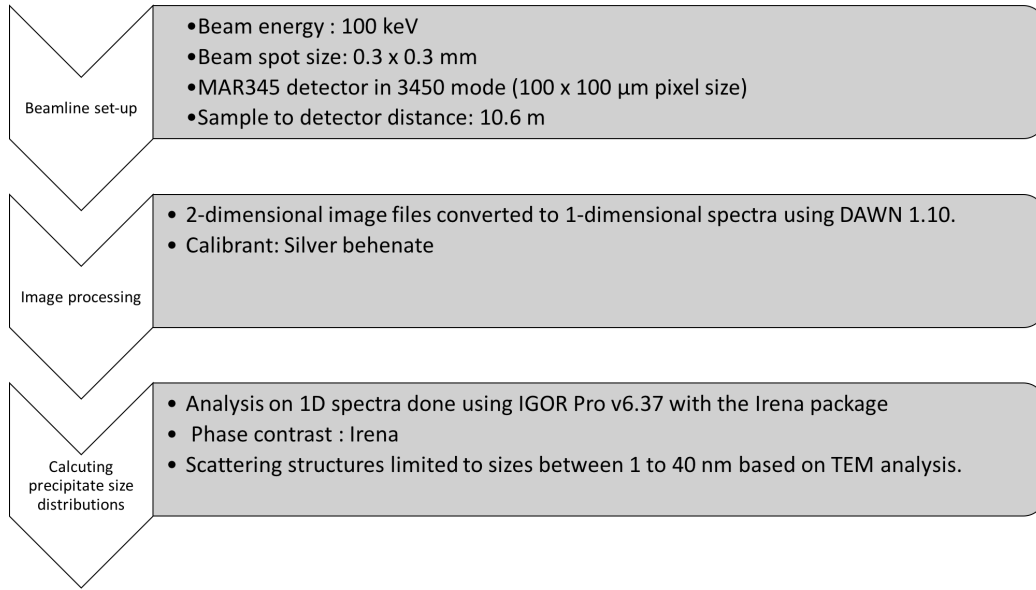 Beamline set-up
•Beam energy : 100 keV
•Beam spot size: 0.3 x 0.3 mm
•MAR345 detector in 3450 mode (100 x 100 µm pixel size)
•Sample to detector distance: 10.6 m
Image processing
• 2-dimensional image files converted to 1-dimensional spectra using DAWN 1.10.
• Calibrant: Silver behenate
Calcuting
precipitate size
distributions
• Analysis on 1D spectra done using IGOR Pro v6.37 with the Irena package
• Phase contrast : Irena
• Scattering structures limited to sizes between 1 to 40 nm based on TEM analysis.